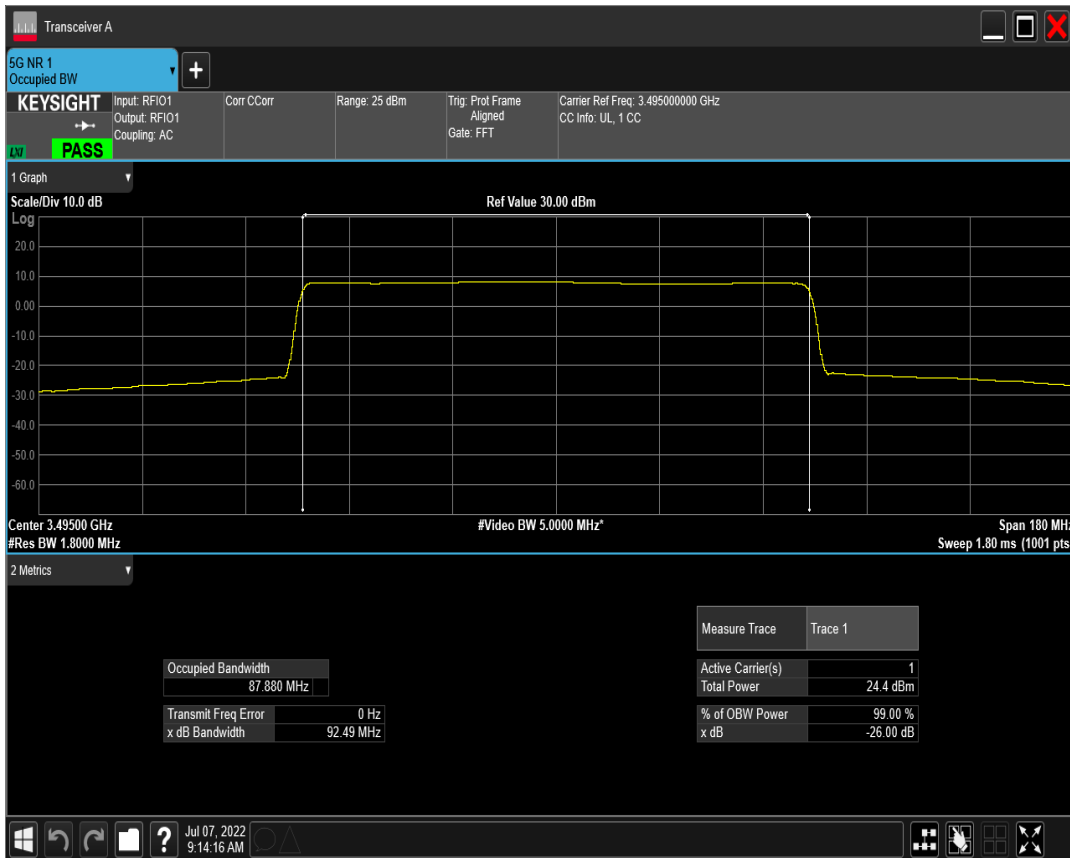 Transceiver A
5G NR 1
Occupied BW
+
KEYSIGHT
LXI
PASS
Input: RFIO1
Output: RFIO1
Coupling: AC
Corr CCorr
Range: 25 dBm
Trig: Prot Frame
Aligned
Gate: FFT
Carrier Ref Freq: 3.495000000 GHz
CC Info: UL, 1 CC
1 Graph
Scale/Div 10.0 dB
Ref Value 30.00 dBm
Log
20.0
10.0
0.00
-10.0
-20.0
-30.0
-40.0
-50.0
-60.0
Center 3.49500 GHz
#Video BW 5.0000 MHz*
Span 180 MHz
#Res BW 1.8000 MHz
Sweep 1.80 ms (1001 pts
2 Metrics
Measure Trace Trace 1
Occupied Bandwidth
87.880 MHz
Active Carrier(s) 1
Total Power 24.4 dBm
Transmit Freq Error 0 Hz
x dB Bandwidth 92.49 MHz
% of OBW Power 99.00 %
x dB -26.00 dB
?
Jul 07, 2022
9:14:16 AM